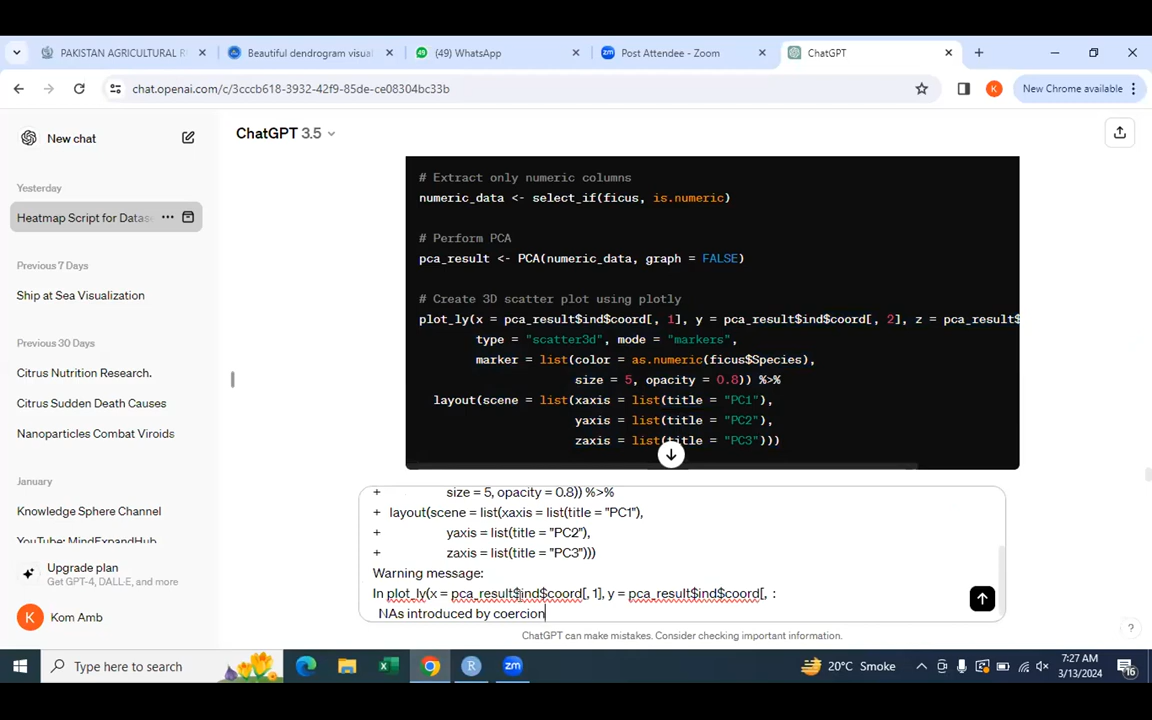 PAKISTAN AGRICULTURAL R
Beautiful dendrogram visual
(49) WhatsApp
Post Attendee - Zoom
ChatGPT
chat.openai.com/c/3cccb618-3932-42f9-85de-ce08304bc33b
New Chrome available
New chat
ChatGPT 3.5
Yesterday
Heatmap Script for Datas
Previous 7 Days
Ship at Sea Visualization
Previous 30 Days
Citrus Nutrition Research.
Citrus Sudden Death Causes
Nanoparticles Combat Viroids
January
Knowledge Sphere Channel
YouTube: MindExpandHub
Upgrade plan
Get GPT-4, DALL·E, and more
Kom Amb
# Extract only numeric columns
numeric_data <- select_if(ficus, is.numeric)
# Perform PCA
pca_result <- PCA(numeric_data, graph = FALSE)
# Create 3D scatter plot using plotly
plot_ly(x = pca_result$ind$coord[, 1], y = pca_result$ind$coord[, 2], z = pca_result$
type = "scatter3d", mode = "markers",
marker = list(color = as.numeric(ficus$Species),
size = 5, opacity = 0.8)) %>%
layout(scene = list(xaxis = list(title = "PC1"),
yaxis = list(title = "PC2"),
zaxis = list(title = "PC3")))
+ size = 5, opacity = 0.8)) %>%
+ layout(scene = list(xaxis = list(title = "PC1"),
+ yaxis = list(title = "PC2"),
+ zaxis = list(title = "PC3")))
Warning message:
In plot_ly(x = pca_result$ind$coord[, 1], y = pca_result$ind$coord[, :
NAs introduced by coercion
ChatGPT can make mistakes. Consider checking important information.
?
Type here to search
20°C Smoke
7:27 AM
3/13/2024
16